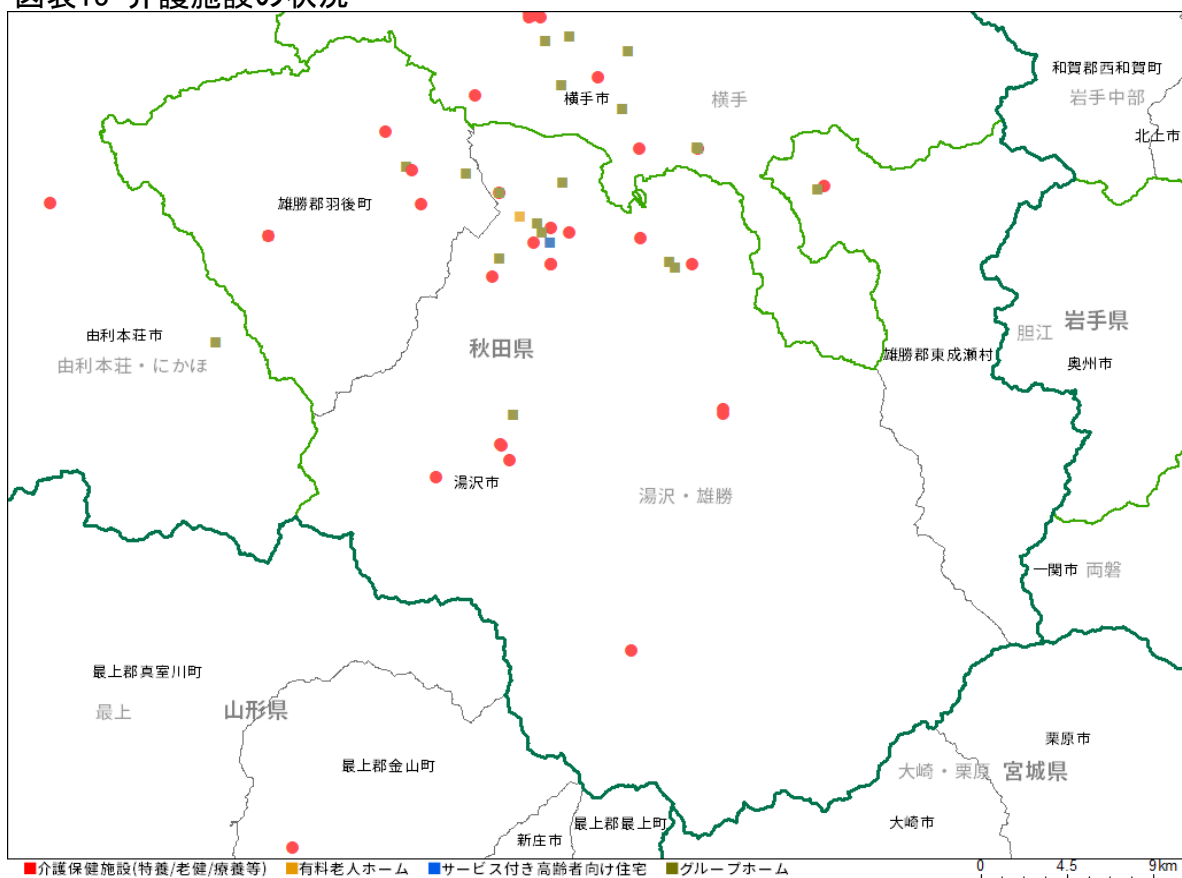 図表10 介護施設の状況
和賀郡西和賀町
横手市
横手
岩手中部
北上市
雄勝郡羽後町
岩手県
胆江
由利本荘市
秋田県
雄勝郡東成瀬村
由利本荘・にかほ
奥州市
湯沢市
湯沢・雄勝
一関市 両磐
最上郡真室川町
最上
山形県
栗原市
最上郡金山町
大崎・栗原 宮城県
最上郡最上町
大崎市
新庄市
介護保健施設(特養/老健/療養等) 有料老人ホーム サービス付き高齢者向け住宅 グループホーム
0 4.5 9km